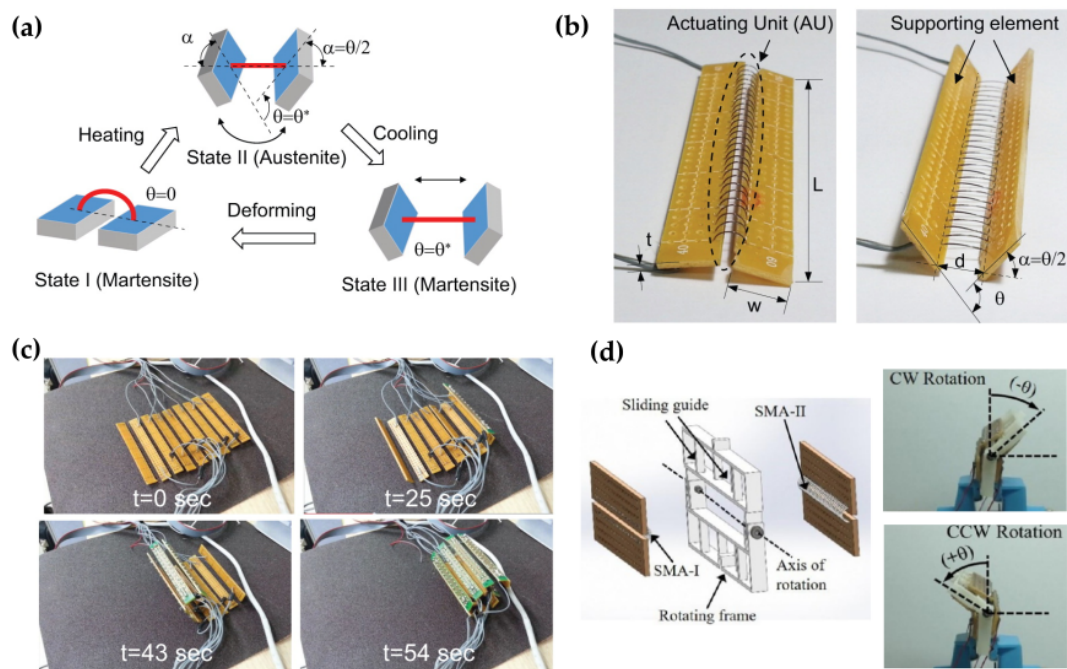 (a)
α
α=θ/2
θ=θ*
Heating
Cooling
State II (Austenite)
θ=0
Deforming
θ=θ*
State I (Martensite)
State III (Martensite)
(b)
Actuating Unit (AU)
Supporting element
L
t
w
d
α=θ/2
θ
40
09
(c)
t=0 sec
t=25 sec
t=43 sec
t=54 sec
(d)
Sliding guide
SMA-II
SMA-I
Axis of
rotation
Rotating frame
CW Rotation
(-θ)
CCW Rotation
(+θ)